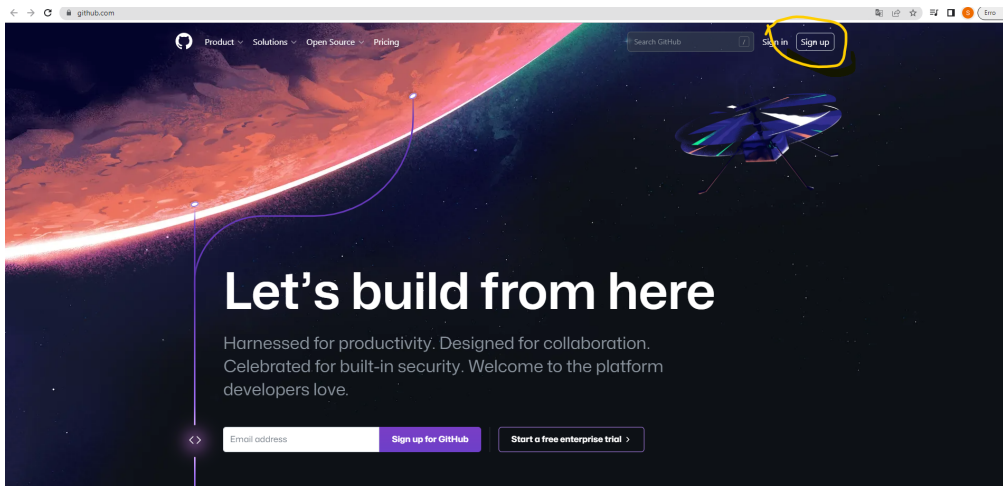 github.com
S
Erro
Product Solutions Open Source Pricing
Search GitHub /
Sign in Sign up
Let's build from here
Harnessed for productivity. Designed for collaboration.
Celebrated for built-in security. Welcome to the platform
developers love.
Email address Sign up for GitHub Start a free enterprise trial